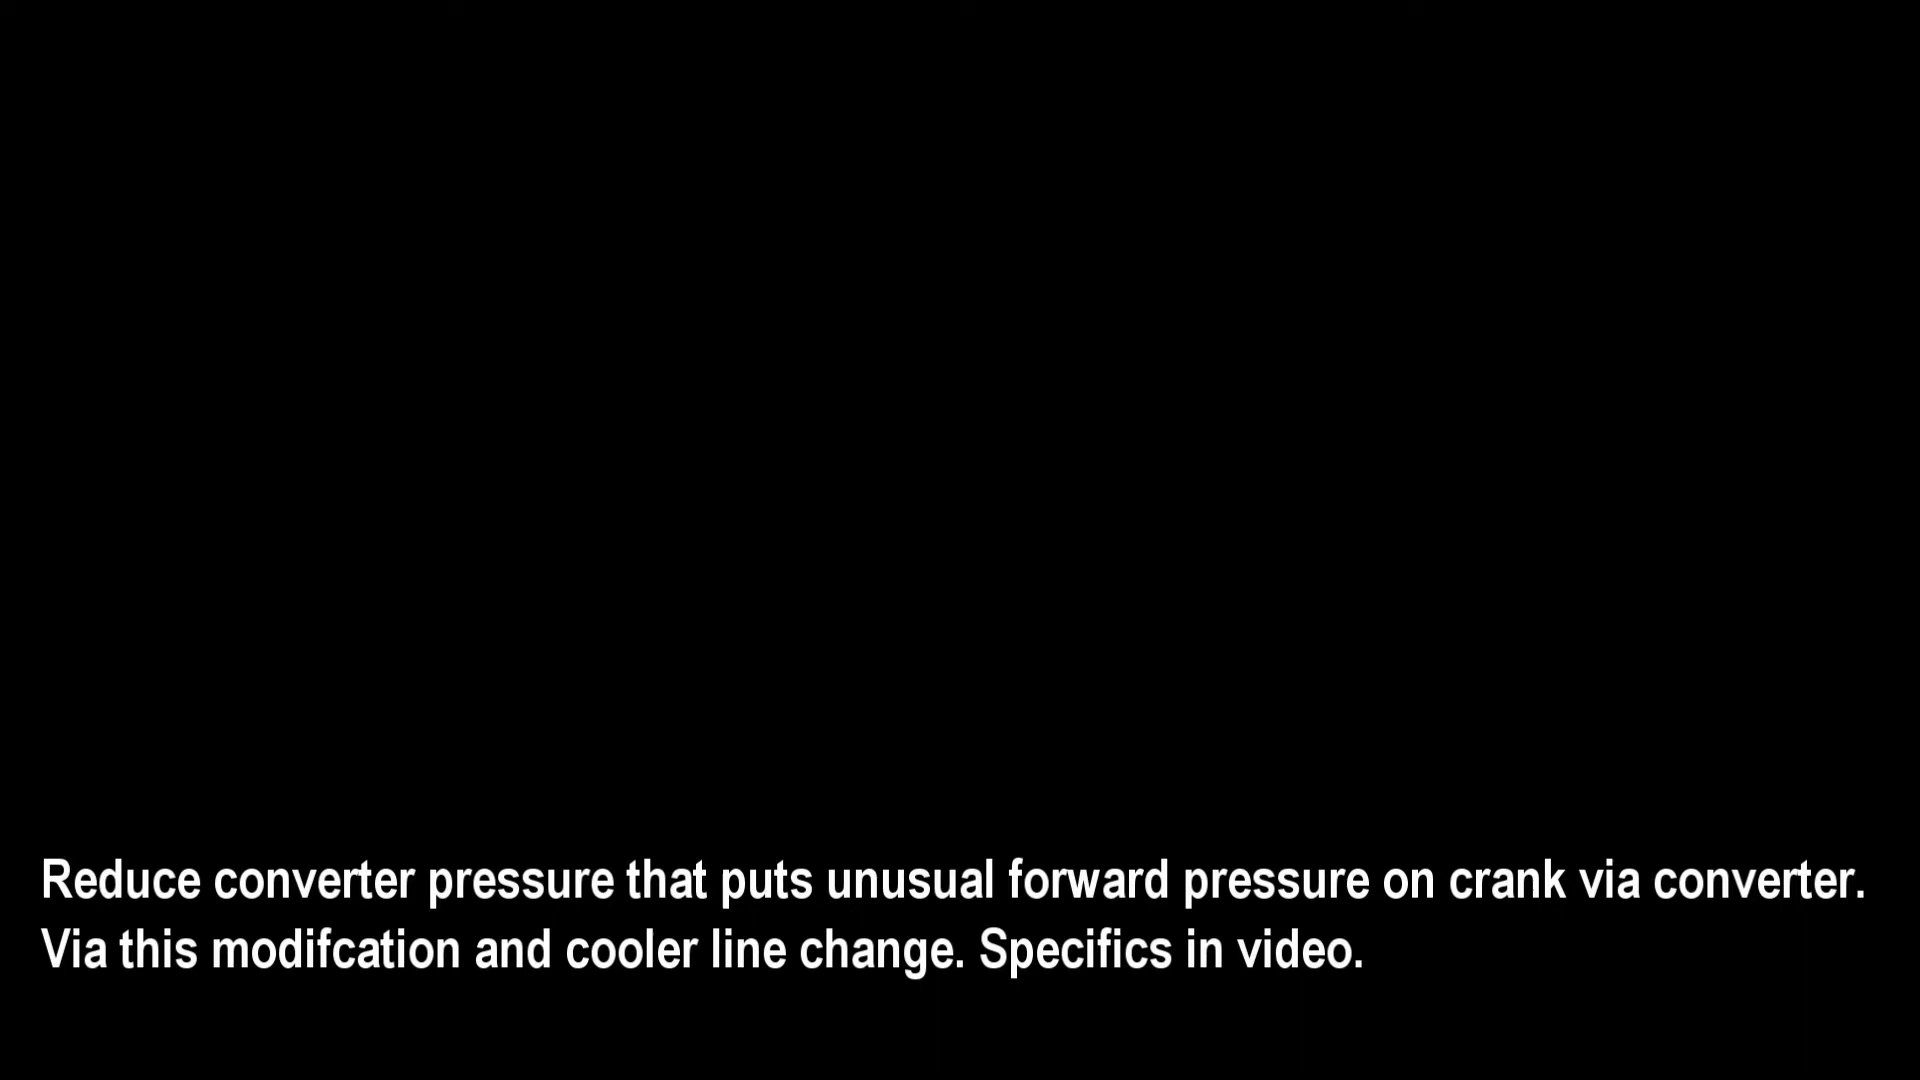 Reduce converter pressure that puts unusual forward pressure on crank via converter.
Via this modifcation and cooler line change. Specifics in video.